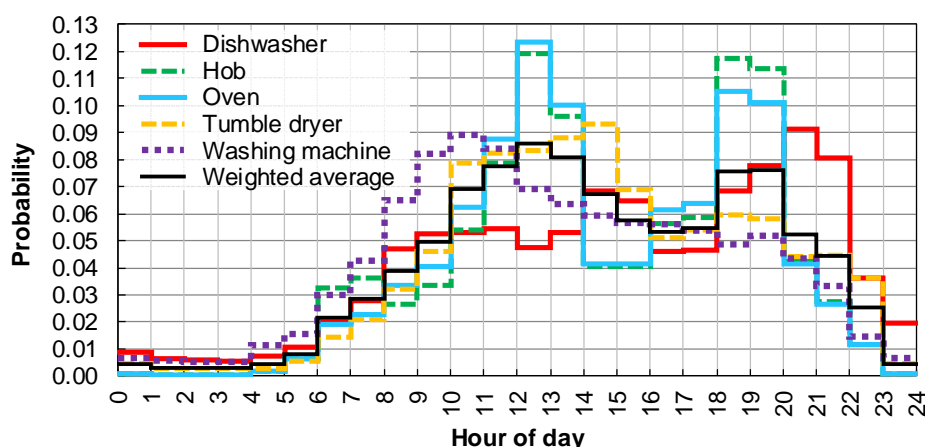 0.13
0.12
0.11
0.10
0.09
0.08
0.07
0.06
0.05
0.04
0.03
0.02
0.01
0.00
Probability
Dishwasher
Hob
Oven
Tumble dryer
Washing machine
Weighted average
0 1 2 3 4 5 6 7 8 9 10 11 12 13 14 15 16 17 18 19 20 21 22 23 24
Hour of day